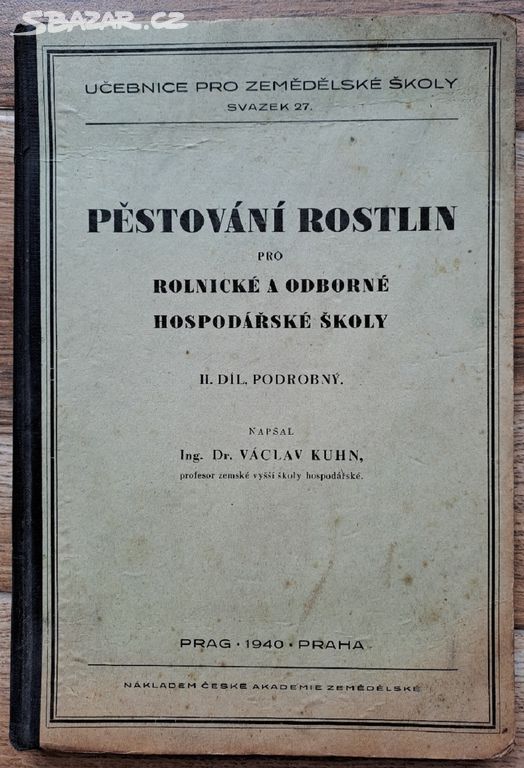 SBAZAR.CZ
UČEBNICE PRO ZEMĚDĚLSKÉ ŠKOLY
SVAZEK 27.
PĚSTOVÁNÍ ROSTLIN
PRO
ROLNICKÉ A ODBORNÉ
HOSPODÁŘSKÉ ŠKOLY
II. DÍL, PODROBNÝ.
NAPSAL
Ing. Dr. VÁCLAV KUHN,
profesor zemské vyšší školy hospodářské.
PRAG · 1940 · PRAHA
NÁKLADEM ČESKÉ AKADEMIE ZEMĚDĚLSKÉ